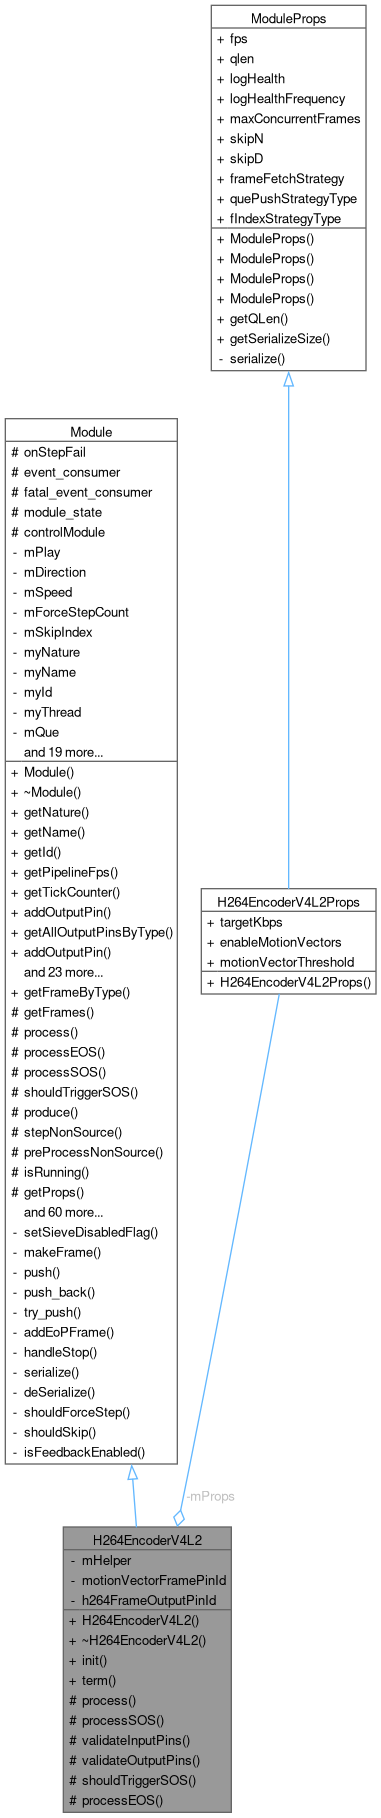 ModuleProps
+ fps
+ qlen
+ logHealth
+ logHealthFrequency
+ maxConcurrentFrames
+ skipN
+ skipD
+ frameFetchStrategy
+ quePushStrategyType
+ fIndexStrategyType
+ ModuleProps()
+ ModuleProps()
+ ModuleProps()
+ ModuleProps()
+ getQLen()
+ getSerializeSize()
- serialize()
Module
# onStepFail
# event_consumer
# fatal_event_consumer
# module_state
# controlModule
- mPlay
- mDirection
- mSpeed
- mForceStepCount
- mSkipIndex
- myNature
- myName
- myId
- myThread
- mQue
and 19 more...
+ Module()
+ ~Module()
+ getNature()
+ getName()
+ getId()
+ getPipelineFps()
+ getTickCounter()
+ addOutputPin()
+ getAllOutputPinsByType()
+ addOutputPin()
and 23 more...
+ getFrameByType()
# getFrames()
# process()
# processEOS()
# processSOS()
# shouldTriggerSOS()
# produce()
# stepNonSource()
# preProcessNonSource()
# isRunning()
# getProps()
and 60 more...
- setSieveDisabledFlag()
- makeFrame()
- push()
- push_back()
- try_push()
- addEoPFrame()
- handleStop()
- serialize()
- deSerialize()
- shouldForceStep()
- shouldSkip()
- isFeedbackEnabled()
H264EncoderV4L2Props
+ targetKbps
+ enableMotionVectors
+ motionVectorThreshold
+ H264EncoderV4L2Props()
-mProps
H264EncoderV4L2
- mHelper
- motionVectorFramePinId
- h264FrameOutputPinId
+ H264EncoderV4L2()
+ ~H264EncoderV4L2()
+ init()
+ term()
# process()
# processSOS()
# validateInputPins()
# validateOutputPins()
# shouldTriggerSOS()
# processEOS()